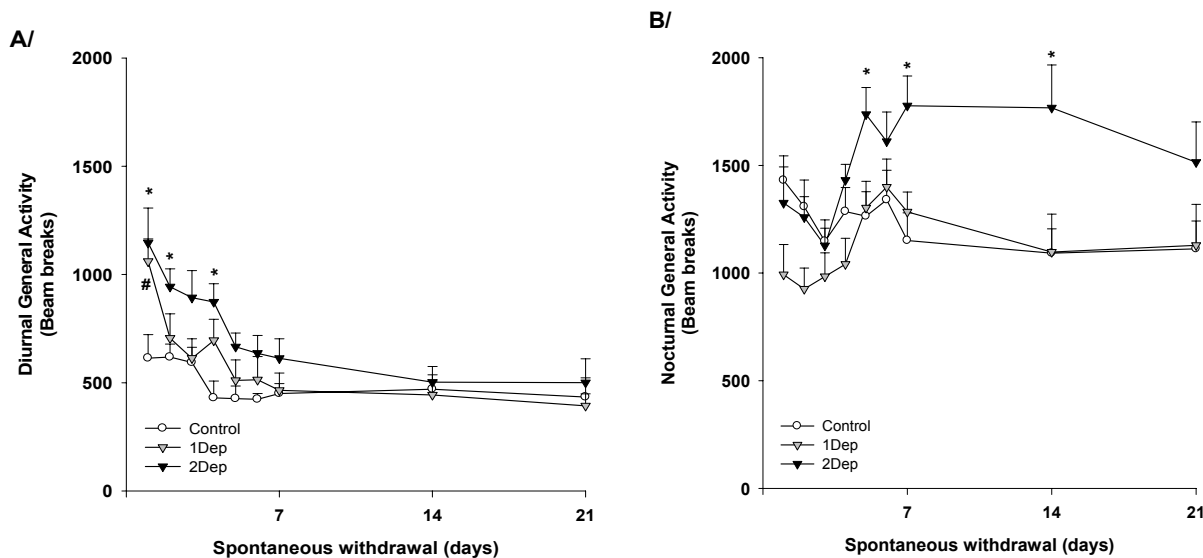 A/
2000
*
1500
*
*
1000
#
500
0
Diurnal General Activity
(Beam breaks)
Control
1Dep
2Dep
7
14
21
Spontaneous withdrawal (days)
B/
2000
*
*
*
1500
1000
500
0
Nocturnal General Activity
(Beam breaks)
Control
1Dep
2Dep
7
14
21
Spontaneous withdrawal (days)